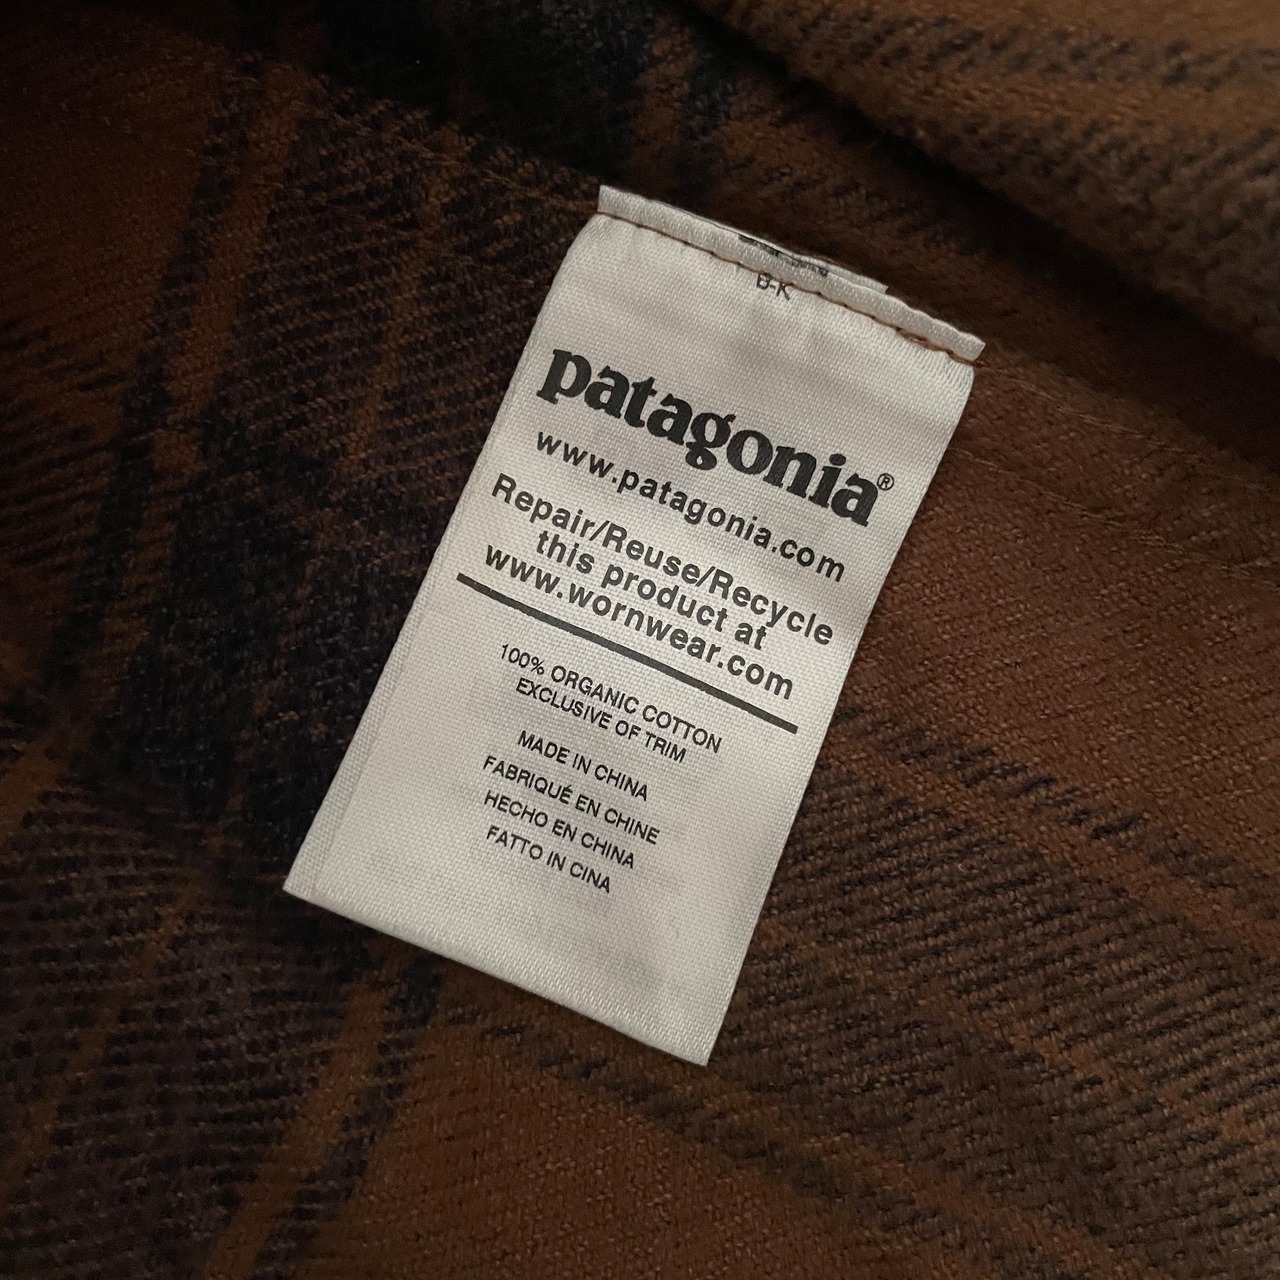 B-K
patagonia®
www.patagonia.com
Repair/Reuse/Recycle
this product at
www.wornwear.com
100% ORGANIC COTTON
EXCLUSIVE OF TRIM
MADE IN CHINA
FABRIQUÉ EN CHINE
HECHO EN CHINA
FATTO IN CINA